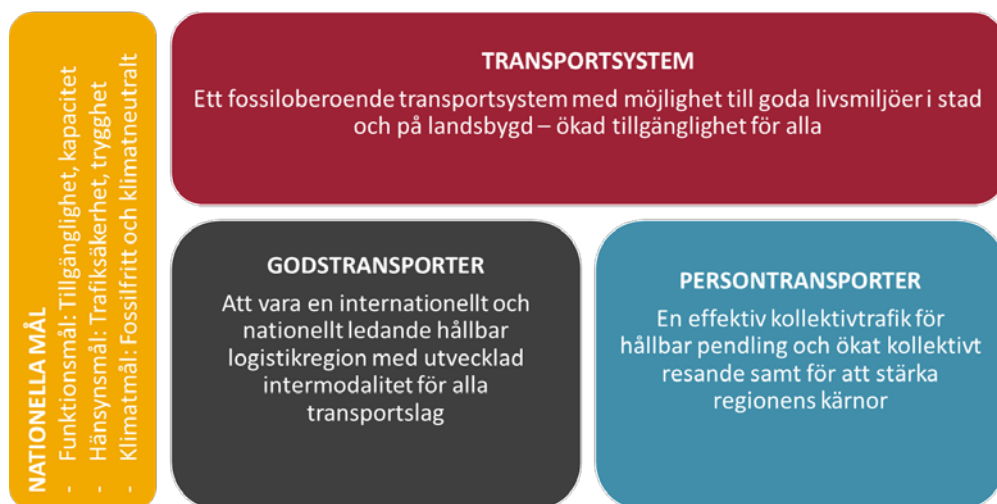 NATIONELLA MÅL
- Funktionsmål: Tillgänglighet, kapacitet
- Hänsynsmål: Trafiksäkerhet, trygghet
- Klimatmål: Fossilfritt och klimatneutralt
TRANSPORTSYSTEM
Ett fossiloberoende transportsystem med möjlighet till goda livsmiljöer i stad
och på landsbygd – ökad tillgänglighet för alla
GODSTRANSPORTER
Att vara en internationellt och
nationellt ledande hållbar
logistikregion med utvecklad
intermodalitet för alla
transportslag
PERSONTRANSPORTER
En effektiv kollektivtrafik för
hållbar pendling och ökat kollektivt
resande samt för att stärka
regionens kärnor